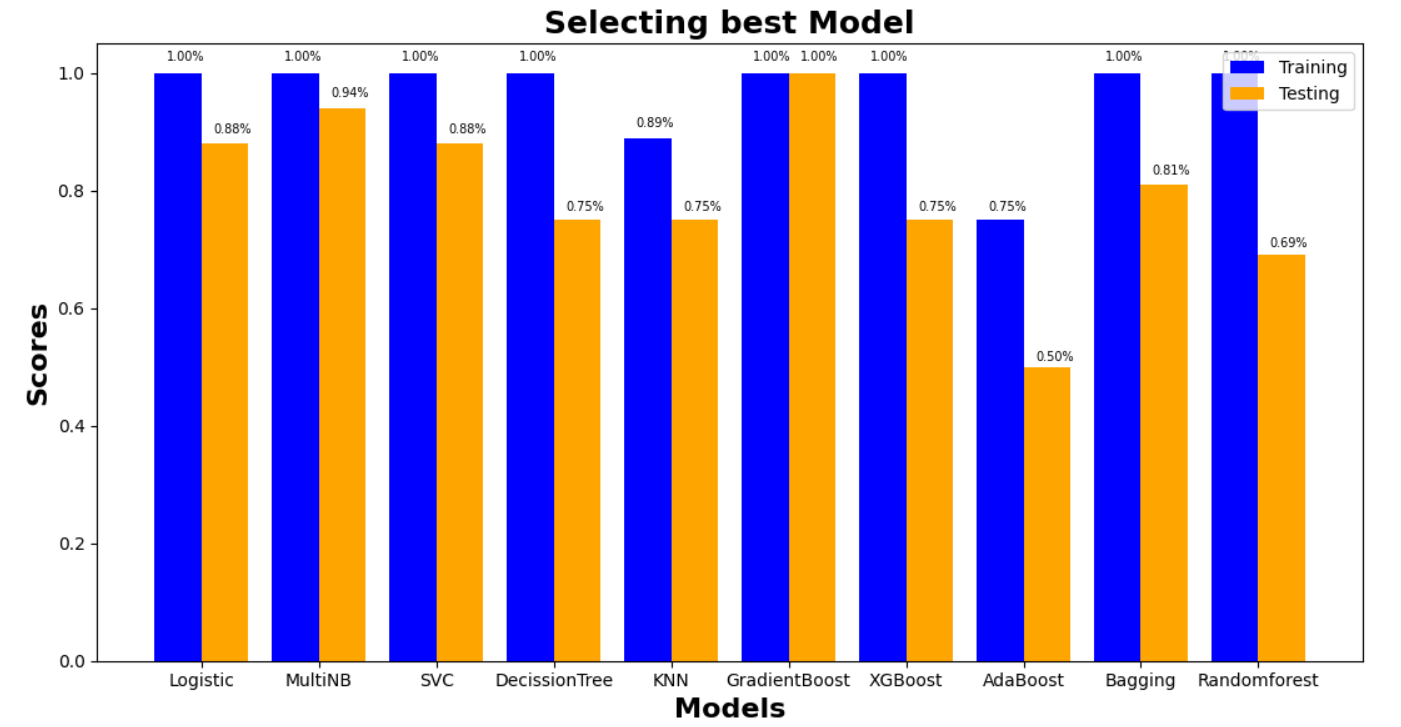 Selecting best Model
1.00% 1.00% 1.00% 1.00% 1.00% 1.00% 1.00% 1.00% 1.00%
Training
Testing
1.0
0.94%
0.89%
0.88% 0.88%
0.81%
0.8
0.75% 0.75% 0.75% 0.75%
0.69%
0.6
0.50%
0.4
0.2
0.0
Scores
Logistic MultiNB SVC DecissionTree KNN GradientBoost XGBoost AdaBoost Bagging Randomforest
Models